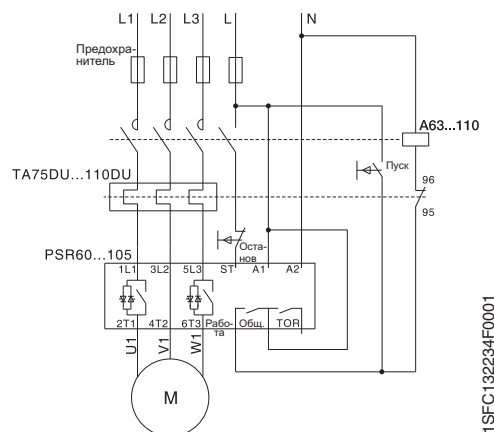 L1 L2 L3 L N
Предохра-
нитель
A63...110
Пуск
TA75DU...110DU
96
95
Оста-
нов
PSR60...105
1L1 3L2 5L3 ST A1 A2
2T1 4T2 6T3 Рабо-
та
Общ. TOR
U1 V1 W1
M
1SFC132234F0001